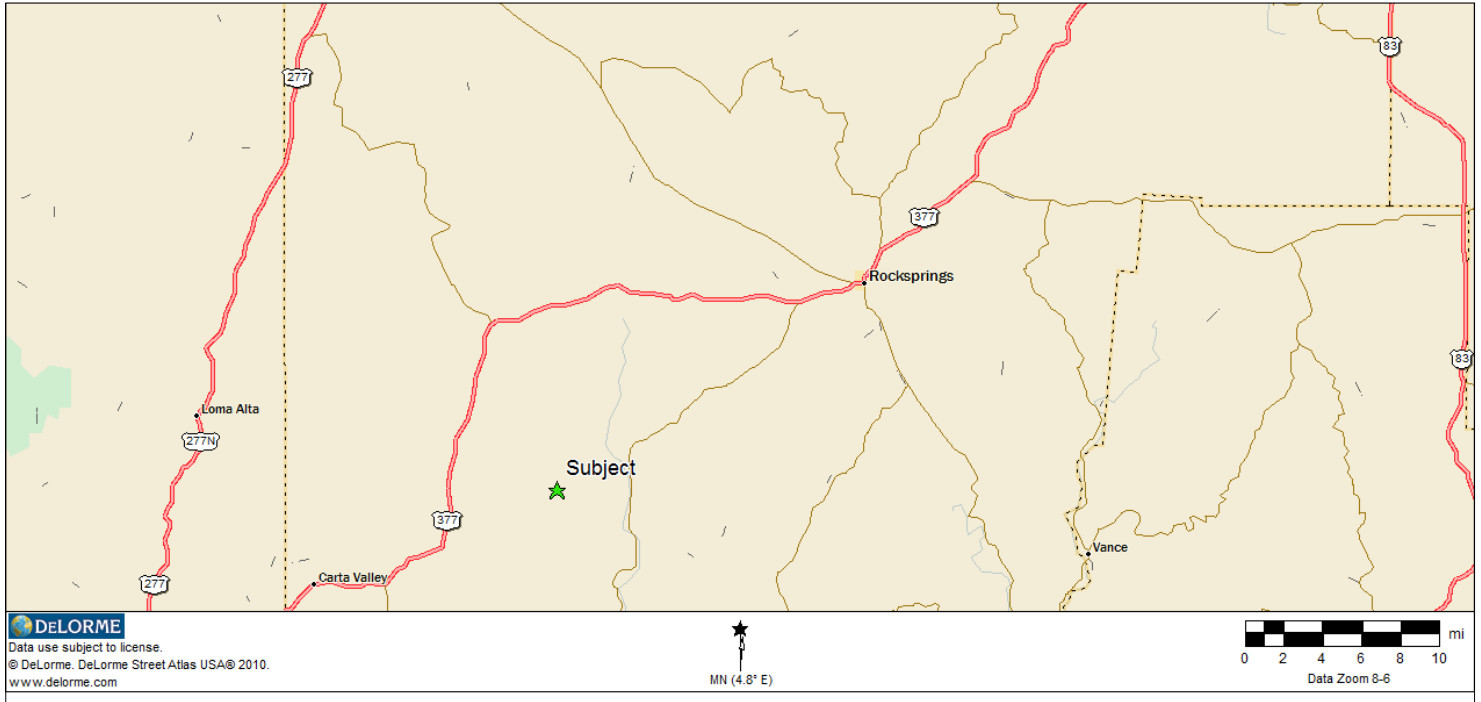 277
83
377
Rocksprings
83
Loma Alta
277N
Subject
377
Vance
277
Carta Valley
DELORME
Data use subject to license.
© DeLorme. DeLorme Street Atlas USA® 2010.
www.delorme.com
MN (4.8° E)
mi
0 2 4 6 8 10
Data Zoom 8-6